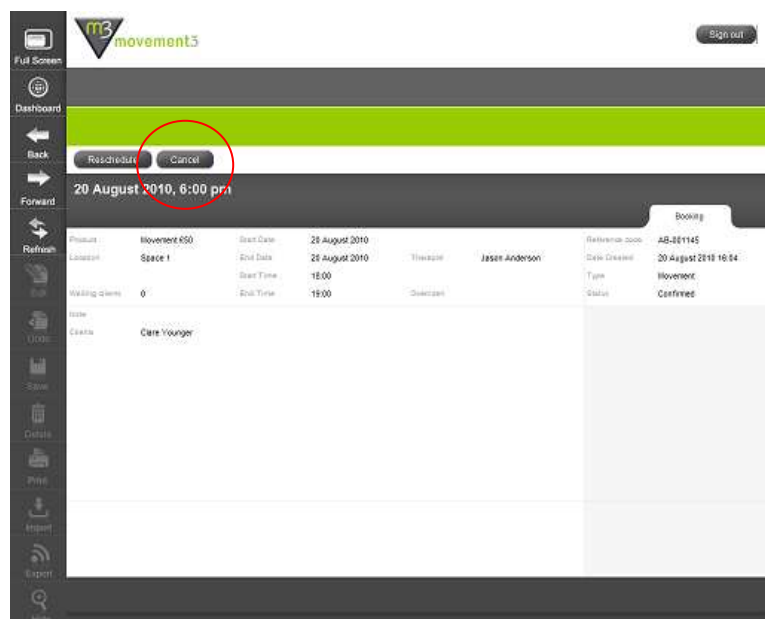 m3
movement3
Sign out
Full Screen
Dashboard
Back
Forward
Refresh
Edit
Undo
Save
Delete
Print
Import
Export
Reschedule
Cancel
20 August 2010, 6:00 pm
Booking
Product Movement £50 Start Date 20 August 2010 Reference code AB-001145
Location Space 1 End Date 20 August 2010 Therapist Jason Anderson Date Created 20 August 2010 16:04
Start Time 18:00 Type Movement
Waiting clients 0 End Time 19:00 Status Confirmed
Note
Clients Clare Younger